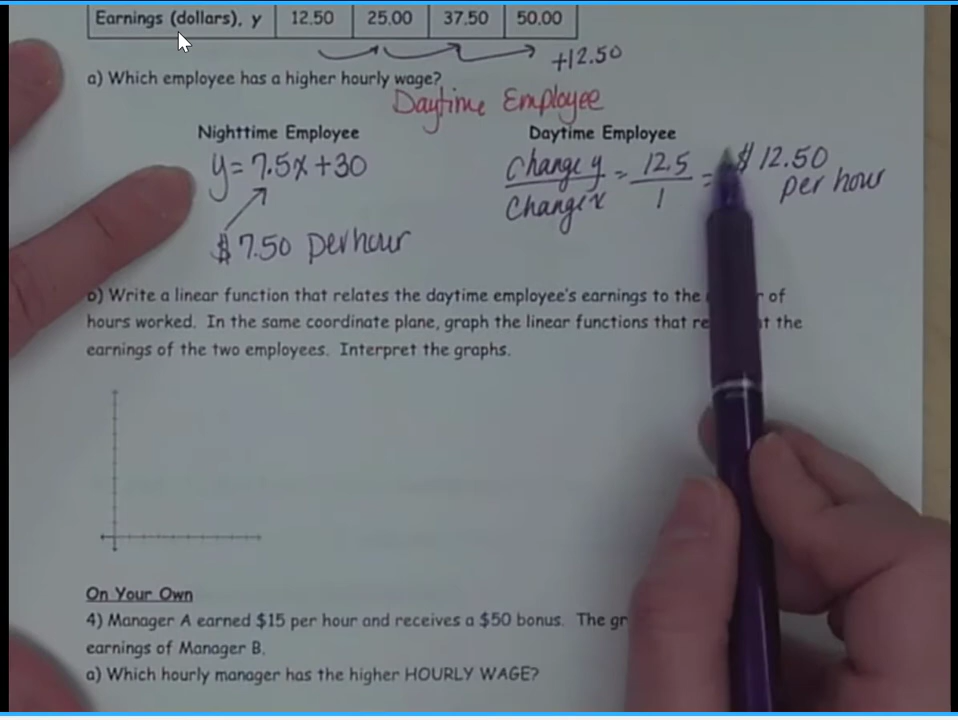 Earnings (dollars), y 12.50 25.00 37.50 50.00
+12.50
a) Which employee has a higher hourly wage?
Daytime Employee
Nighttime Employee Daytime Employee
y=7.5x+30
Change y
Change x
= 12.5
1
= $12.50
per hour
$7.50 per hour
b) Write a linear function that relates the daytime employee's earnings to the of
hours worked. In the same coordinate plane, graph the linear functions that the
earnings of the two employees. Interpret the graphs.
On Your Own
4) Manager A earned $15 per hour and receives a $50 bonus. The
earnings of Manager B.
a) Which hourly manager has the higher HOURLY WAGE?